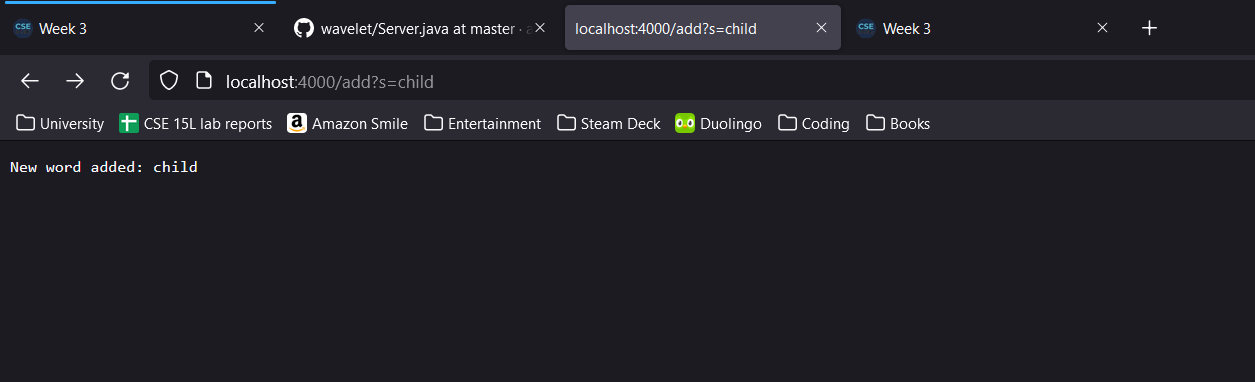 CSE Week 3 wavelet/Server.java at master · localhost:4000/add?s=child CSE Week 3
localhost:4000/add?s=child
University CSE 15L lab reports a Amazon Smile Entertainment Steam Deck Duolingo Coding Books
New word added: child